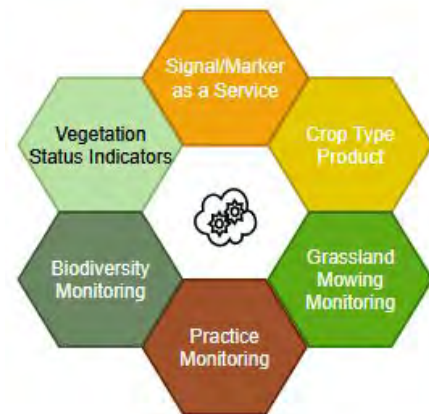 Signal/Marker
as a Service
Vegetation
Status Indicators
Crop Type
Product
Biodiversity
Monitoring
Grassland
Mowing
Monitoring
Practice
Monitoring